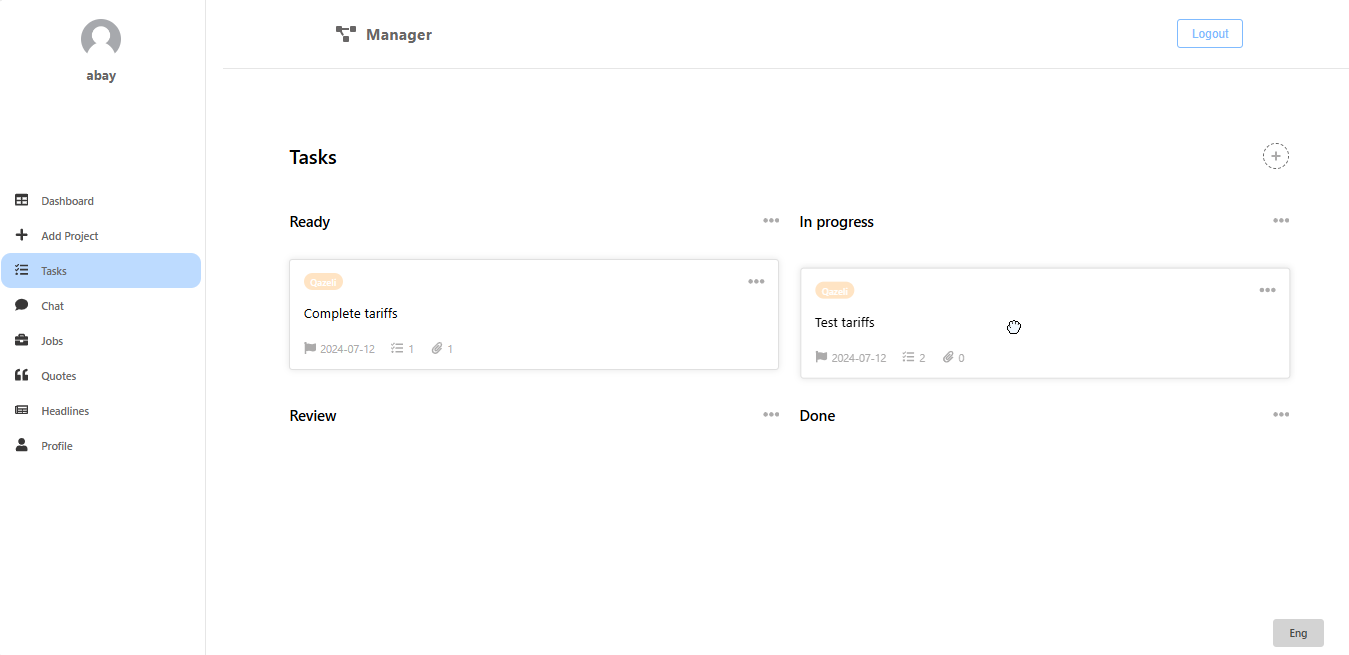 abay
Dashboard
Add Project
Tasks
Chat
Jobs
Quotes
Headlines
Profile
Manager
Logout
Tasks
Ready
In progress
Qazeli
Complete tariffs
2024-07-12 1 1
Qazeli
Test tariffs
2024-07-12 2 0
Review
Done
Eng